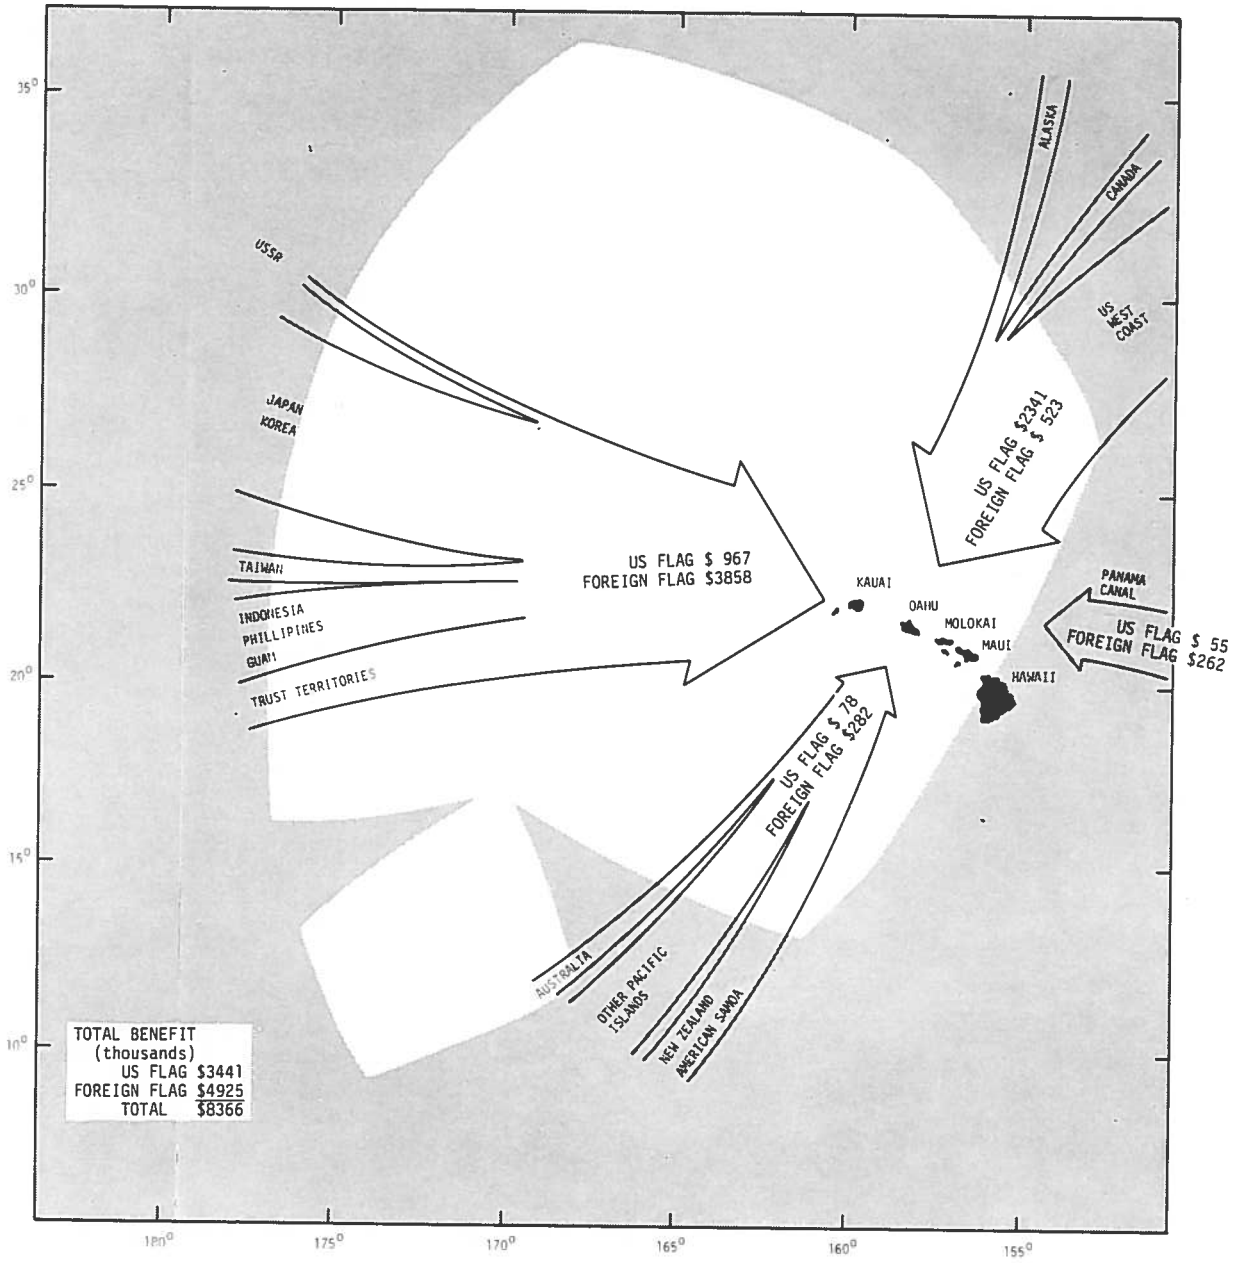 35°
30°
25°
20°
15°
10°
180°
175°
170°
165°
160°
155°
ALASKA
CANADA
US
WEST
COAST
US FLAG $2341
FOREIGN FLAG $ 523
USSR
JAPAN
KOREA
TAIWAN
INDONESIA
PHILLIPINES
GUAM
TRUST TERRITORIES
US FLAG $ 967
FOREIGN FLAG $3858
KAUAI
OAHU
MOLOKAI
MAUI
HAWAII
PANAMA
CANAL
US FLAG $ 55
FOREIGN FLAG $262
US FLAG $ 78
FOREIGN FLAG $282
AUSTRALIA
OTHER PACIFIC
ISLANDS
NEW ZEALAND
AMERICAN SAMOA
TOTAL BENEFIT
(thousands)
US FLAG $3441
FOREIGN FLAG $4925
TOTAL $8366